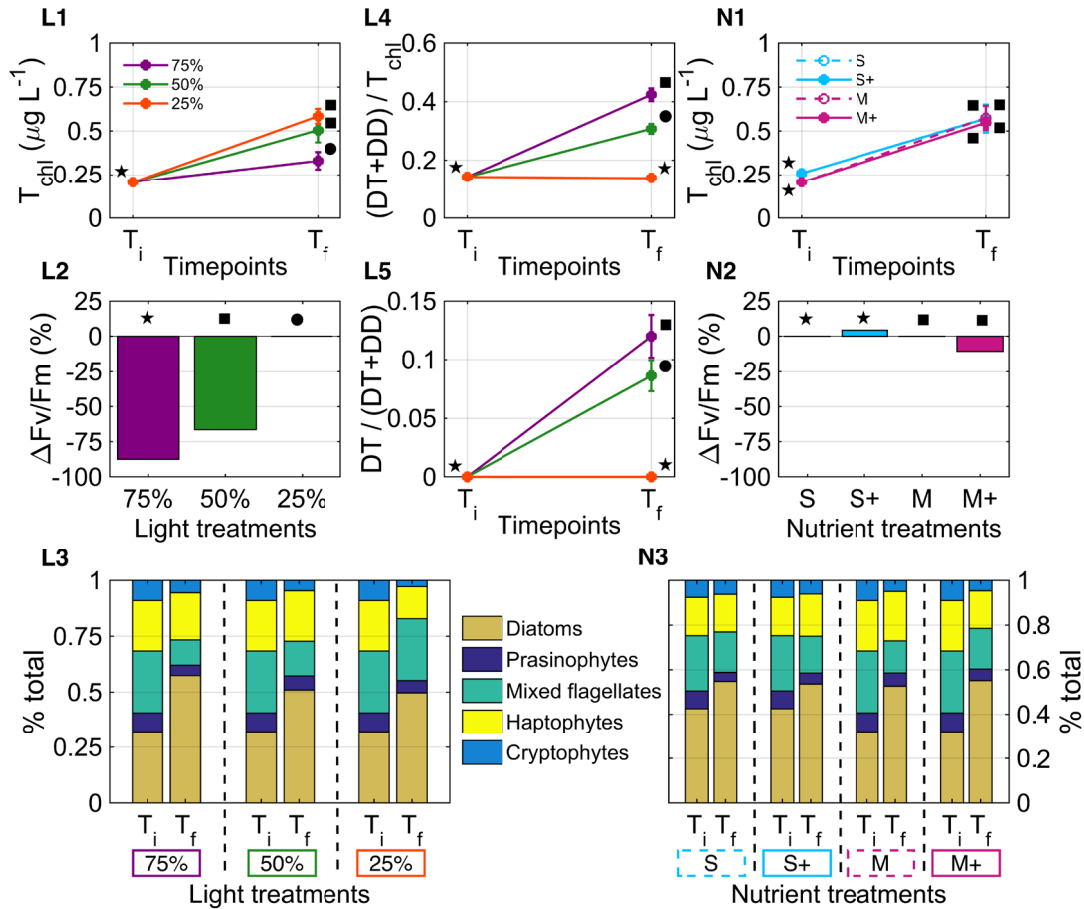 L1
T_chl (μg L^-1)
1
0.75
0.5
0.25
0
75%
50%
25%
T_i
T_f
Timepoints
L4
(DT+DD) / T_chl
0.6
0.4
0.2
0
T_i
T_f
Timepoints
N1
T_chl (μg L^-1)
1
0.75
0.5
0.25
0
S
S+
M
M+
T_i
T_f
Timepoints
L2
ΔFv/Fm (%)
25
0
-25
-50
-75
-100
75%
50%
25%
Light treatments
L5
DT / (DT+DD)
0.15
0.1
0.05
0
T_i
T_f
Timepoints
N2
ΔFv/Fm (%)
25
0
-25
-50
-75
-100
S
S+
M
M+
Nutrient treatments
L3
% total
1
0.75
0.5
0.25
0
T_i T_f
T_i T_f
T_i T_f
75%
50%
25%
Light treatments
Diatoms
Prasinophytes
Mixed flagellates
Haptophytes
Cryptophytes
N3
1
0.8
0.6
0.4
0.2
0
% total
T_i T_f
T_i T_f
T_i T_f
T_i T_f
S
S+
M
M+
Nutrient treatments